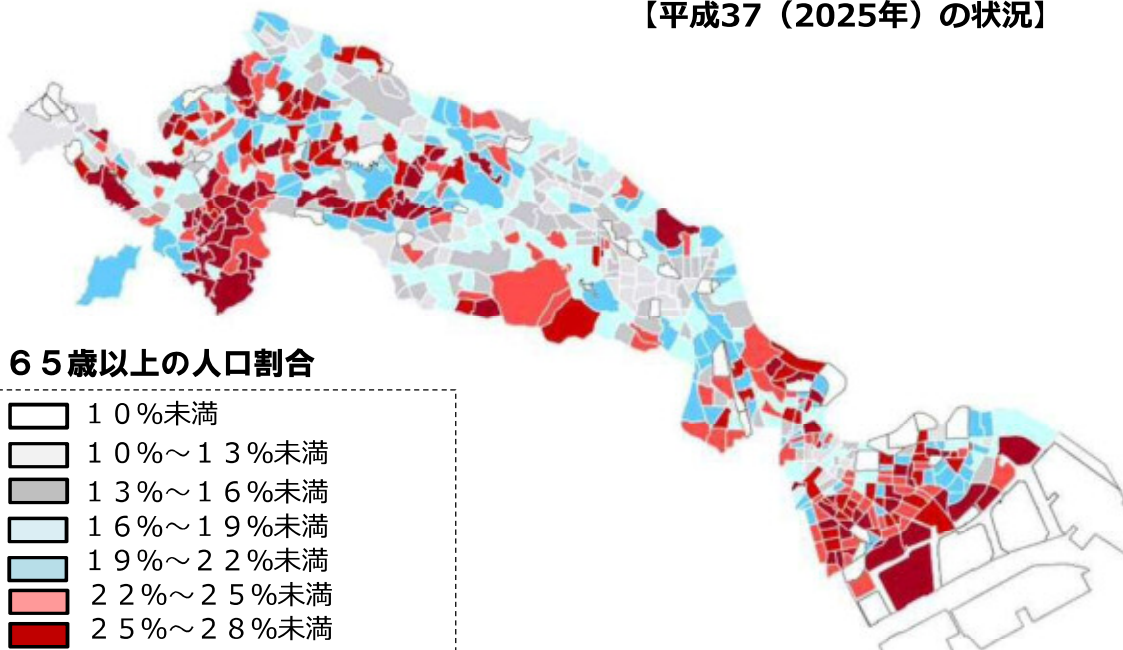 【平成37（2025年）の状況】
６５歳以上の人口割合
１０％未満
１０％～１３％未満
１３％～１６％未満
１６％～１９％未満
１９％～２２％未満
２２％～２５％未満
２５％～２８％未満